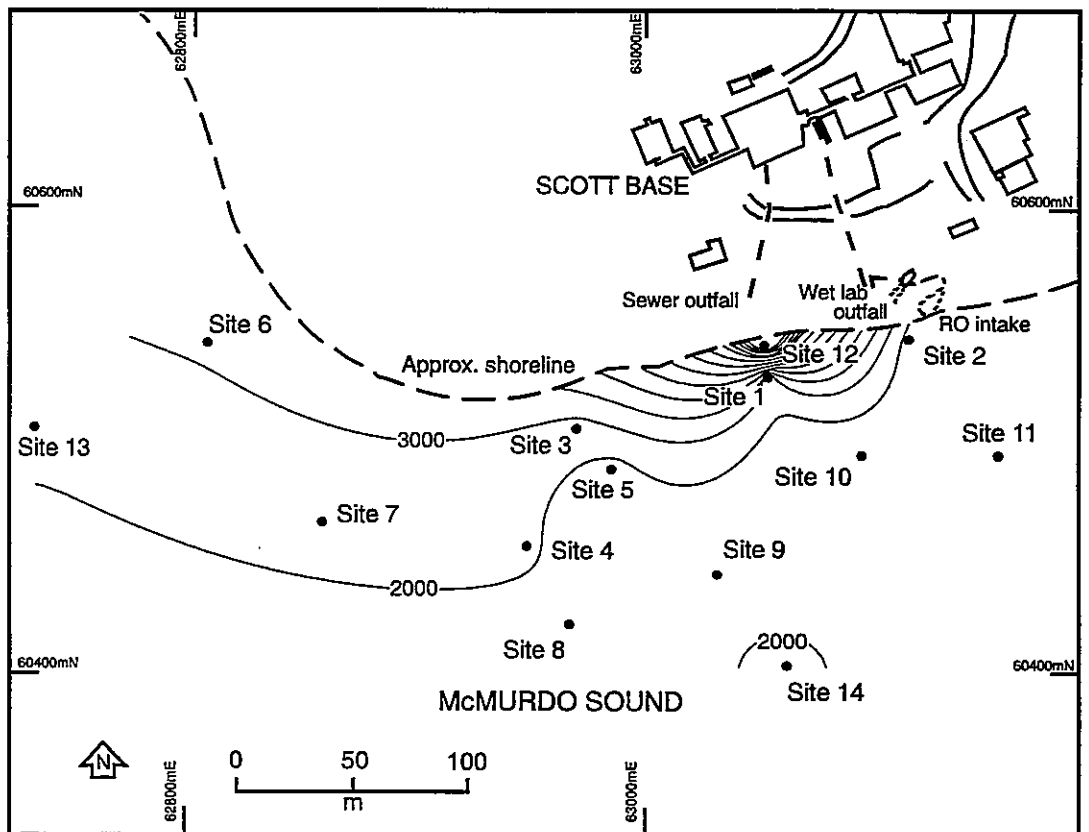 62800mE
63000mE
SCOTT BASE
60600mN
60600mN
Sewer outfall
Wet lab
outfall
RO intake
Site 6
Site 12
Site 2
Approx. shoreline
Site 1
Site 13
3000
Site 3
Site 11
Site 10
Site 5
Site 7
Site 4
Site 9
2000
Site 8
2000
60400mN
60400mN
Site 14
McMURDO SOUND
N
0 50 100
m
62800mE
63000mE